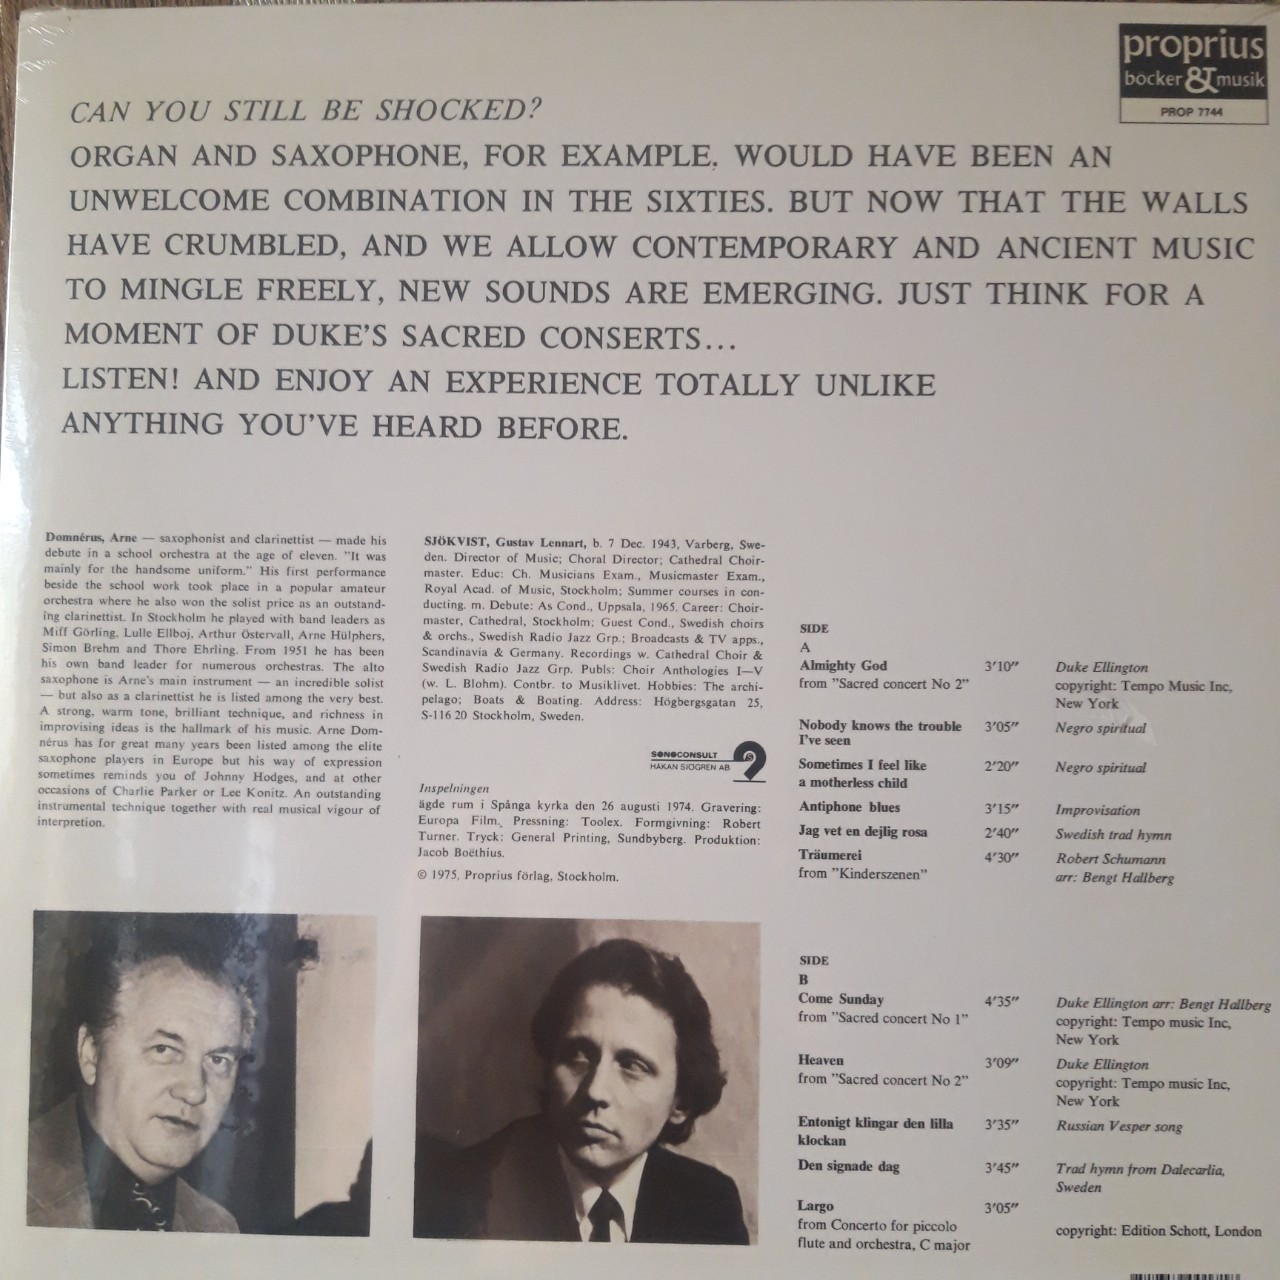 proprius
böcker & musik
PROP 7744
CAN YOU STILL BE SHOCKED?
ORGAN AND SAXOPHONE, FOR EXAMPLE. WOULD HAVE BEEN AN
UNWELCOME COMBINATION IN THE SIXTIES. BUT NOW THAT THE WALLS
HAVE CRUMBLED, AND WE ALLOW CONTEMPORARY AND ANCIENT MUSIC
TO MINGLE FREELY, NEW SOUNDS ARE EMERGING. JUST THINK FOR A
MOMENT OF DUKE'S SACRED CONSERTS...
LISTEN! AND ENJOY AN EXPERIENCE TOTALLY UNLIKE
ANYTHING YOU'VE HEARD BEFORE.
Domnérus, Arne — saxophonist and clarinettist — made his
debute in a school orchestra at the age of eleven. "It was
mainly for the handsome uniform." His first performance
beside the school work took place in a popular amateur
orchestra where he also won the solist price as an outstand-
ing clarinettist. In Stockholm he played with band leaders as
Miff Görling, Lulle Ellboj, Arthur Östervall, Arne Hülphers,
Simon Brehm and Thore Ehrling. From 1951 he has been
his own band leader for numerous orchestras. The alto
saxophone is Arne's main instrument — an incredible solist
— but also as a clarinettist he is listed among the very best.
A strong, warm tone, brilliant technique, and richness in
improvising ideas is the hallmark of his music. Arne Dom-
nérus has for great many years been listed among the elite
saxophone players in Europe but his way of expression
sometimes reminds you of Johnny Hodges, and at other
occasions of Charlie Parker or Lee Konitz. An outstanding
instrumental technique together with real musical vigour of
interpretion.
SJÖKVIST, Gustav Lennart, b. 7 Dec. 1943, Varberg, Swe-
den. Director of Music; Choral Director; Cathedral Choir-
master. Educ: Ch. Musicians Exam., Musicmaster Exam.,
Royal Acad. of Music, Stockholm; Summer courses in con-
ducting. m. Debute: As Cond., Uppsala, 1965. Career: Choir-
master, Cathedral, Stockholm; Guest Cond., Swedish choirs
& orchs., Swedish Radio Jazz Grp.; Broadcasts & TV apps.,
Scandinavia & Germany. Recordings w. Cathedral Choir &
Swedish Radio Jazz Grp. Publs: Choir Anthologies I—V
(w. L. Blohm). Contbr. to Musiklivet. Hobbies: The archi-
pelago; Boats & Boating. Address: Högbergsgatan 25,
S-116 20 Stockholm, Sweden.
SONOCONSULT
HÅKAN SJÖGREN AB
Inspelningen
ägde rum i Spånga kyrka den 26 augusti 1974. Gravering:
Europa Film. Pressning: Toolex. Formgivning: Robert
Turner. Tryck: General Printing, Sundbyberg. Produktion:
Jacob Boëthius.
© 1975, Proprius förlag, Stockholm.
SIDE
A
Almighty God 3'10" Duke Ellington
from "Sacred concert No 2" copyright: Tempo Music Inc,
New York
Nobody knows the trouble 3'05" Negro spiritual
I've seen
Sometimes I feel like 2'20" Negro spiritual
a motherless child
Antiphone blues 3'15" Improvisation
Jag vet en dejlig rosa 2'40" Swedish trad hymn
Träumerei 4'30" Robert Schumann
from "Kinderszenen" arr: Bengt Hallberg
SIDE
B
Come Sunday 4'35" Duke Ellington arr: Bengt Hallberg
from "Sacred concert No 1" copyright: Tempo music Inc,
New York
Heaven 3'09" Duke Ellington
from "Sacred concert No 2" copyright: Tempo music Inc,
New York
Entonigt klingar den lilla 3'35" Russian Vesper song
klockan
Den signade dag 3'45" Trad hymn from Dalecarlia,
Sweden
Largo 3'05"
from Concerto for piccolo copyright: Edition Schott, London
flute and orchestra, C major